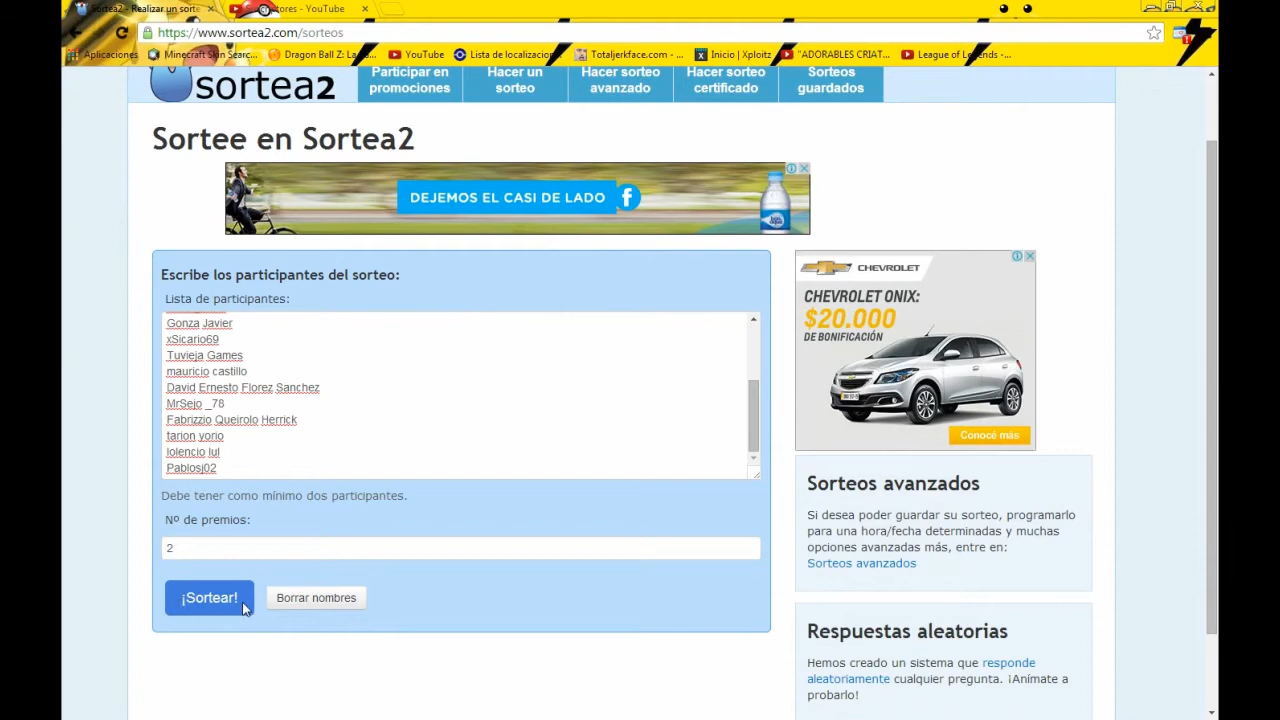 Sortea2 - Realizar un sorte
ores - YouTube
https://www.sortea2.com/sorteos
Aplicaciones
Minecraft Skin Searc...
Dragon Ball Z: La
YouTube
Lista de localizacion
Totaljerkface.com -
Inicio | Xploitz
"ADORABLES CRIAT
League of Legends -...
sortea2
Participar en promociones
Hacer un sorteo
Hacer sorteo avanzado
Hacer sorteo certificado
Sorteos guardados
Sortee en Sortea2
DEJEMOS EL CASI DE LADO
f
Escribe los participantes del sorteo:
Lista de participantes:
Gonza Javier
xSicario69
Tuvieja Games
mauricio castillo
David Ernesto Florez Sanchez
MrSejo _78
Fabrizzio Queirolo Herrick
tarion yorio
lolencio lul
Pablosj02
Debe tener como mínimo dos participantes.
Nº de premios:
2
¡Sortear!
Borrar nombres
CHEVROLET
CHEVROLET ONIX:
$20.000
DE BONIFICACIÓN
Conocé más
Sorteos avanzados
Si desea poder guardar su sorteo, programarlo
para una hora/fecha determinadas y muchas
opciones avanzadas más, entre en:
Sorteos avanzados
Respuestas aleatorias
Hemos creado un sistema que responde
aleatoriamente cualquier pregunta. ¡Anímate a
probarlo!